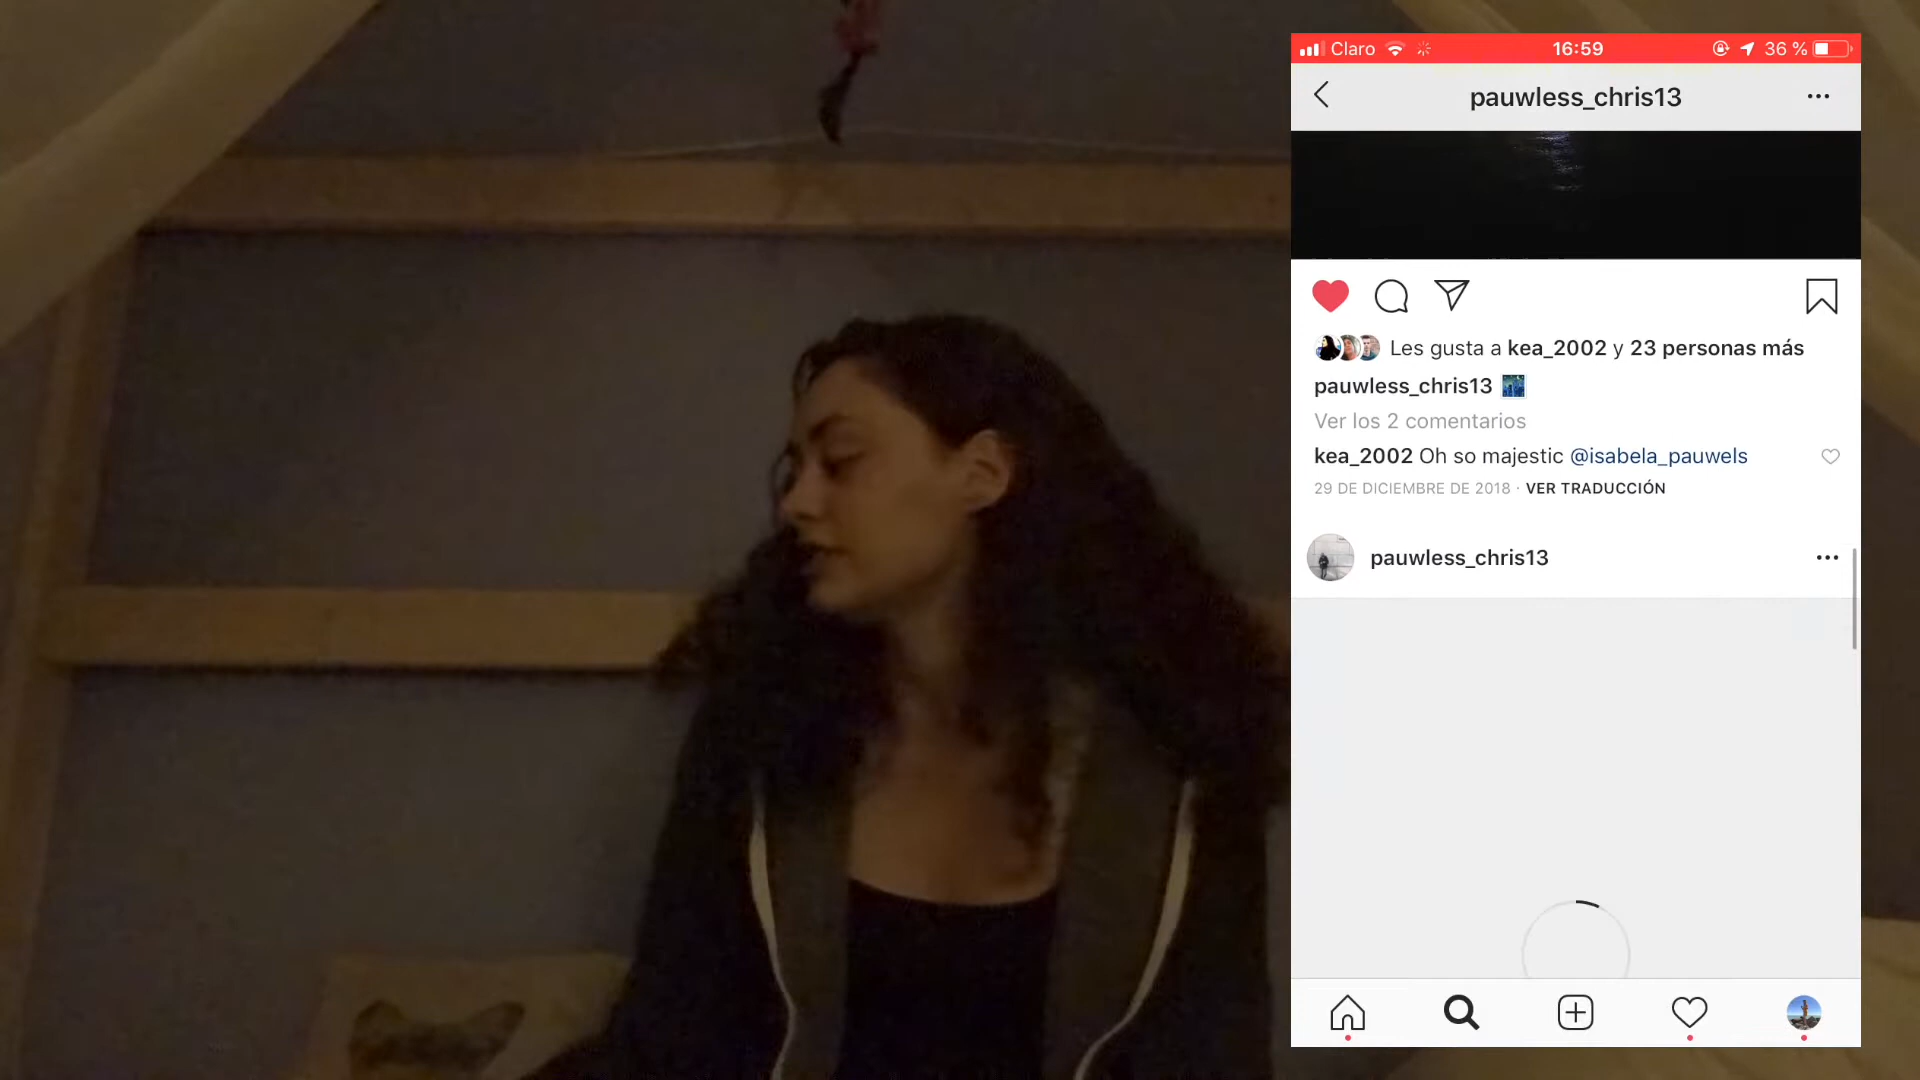 Claro
16:59
36 %
pauwless_chris13
Les gusta a kea_2002 y 23 personas más
pauwless_chris13
Ver los 2 comentarios
kea_2002 Oh so majestic @isabela_pauwels
29 DE DICIEMBRE DE 2018 · VER TRADUCCIÓN
pauwless_chris13